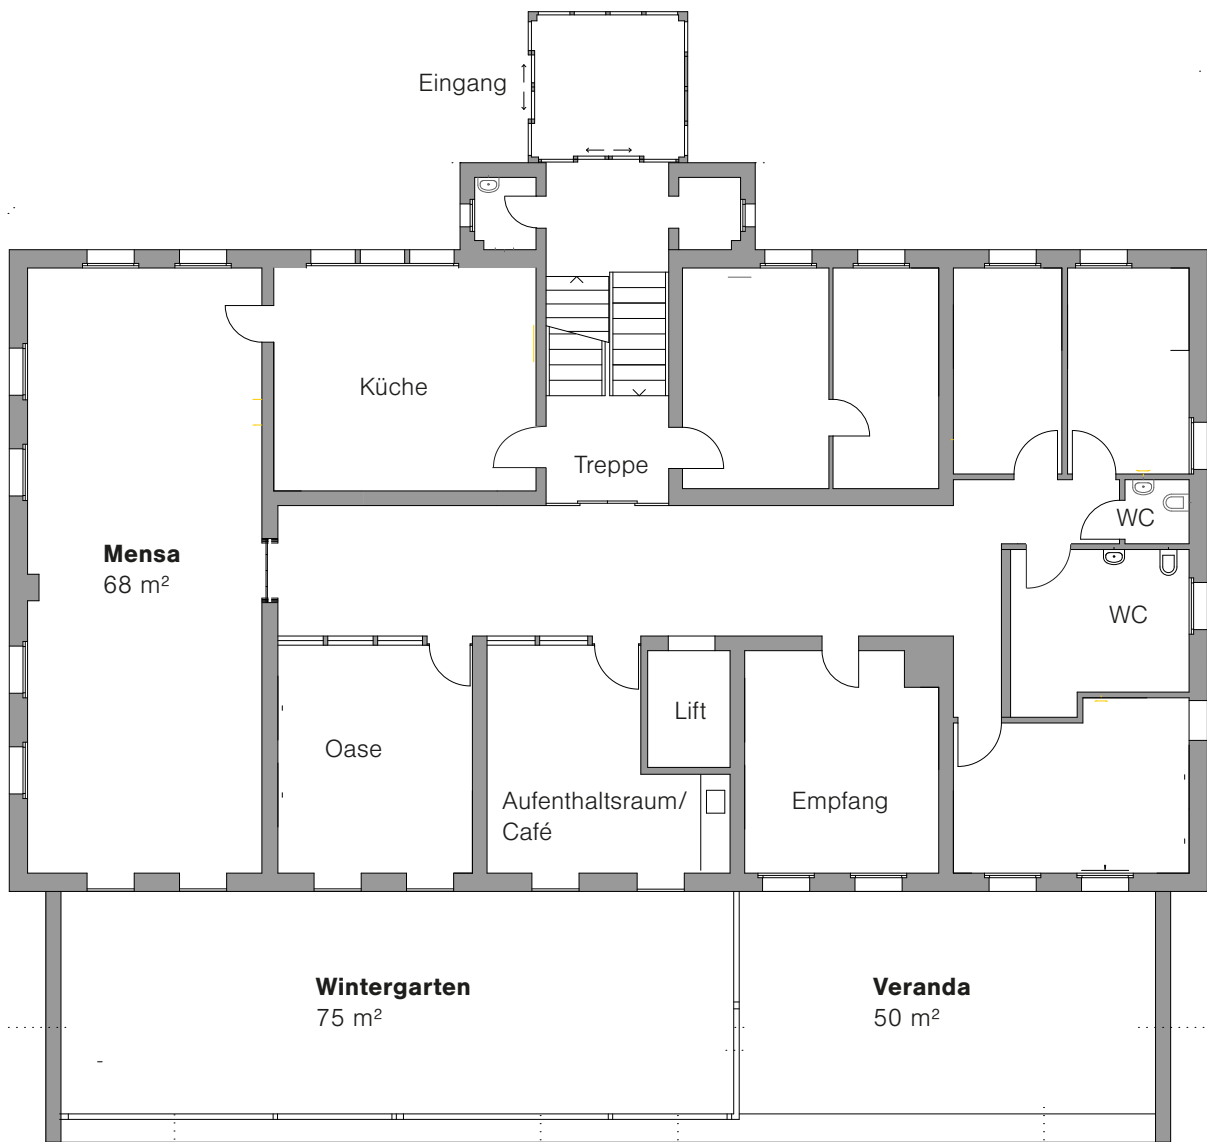 Eingang
Küche
Treppe
WC
Mensa
68 m²
WC
Lift
Oase
Aufenthaltsraum/
Café
Empfang
Wintergarten
75 m²
Veranda
50 m²